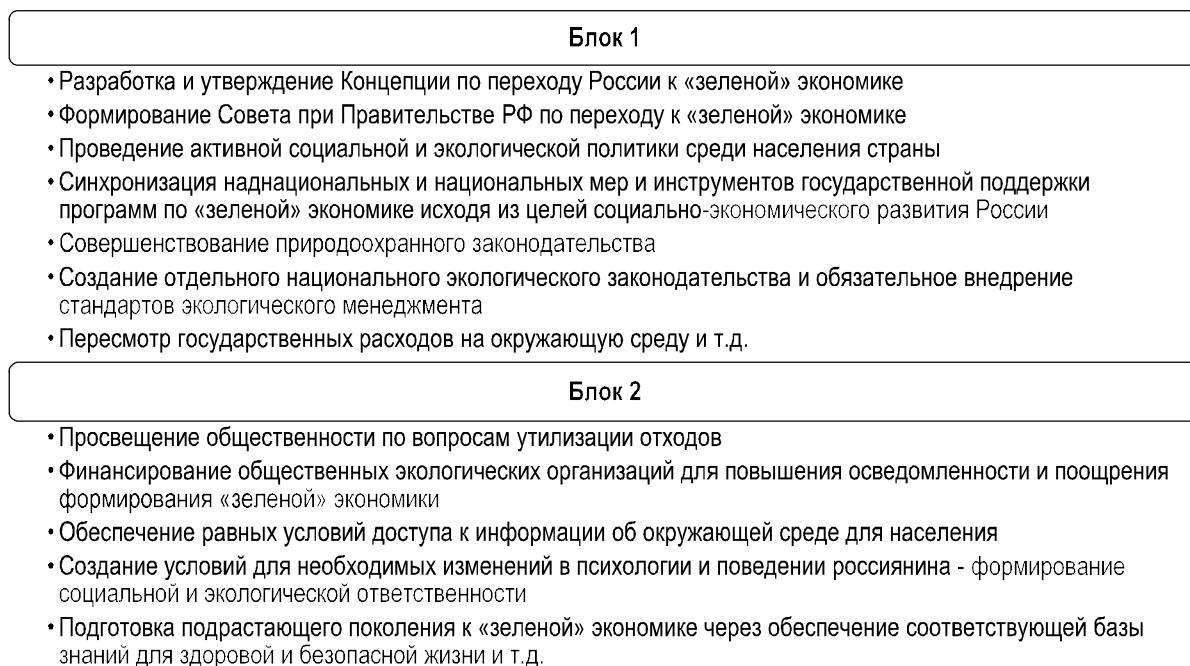 Блок 1
• Разработка и утверждение Концепции по переходу России к «зеленой» экономике
• Формирование Совета при Правительстве РФ по переходу к «зеленой» экономике
• Проведение активной социальной и экологической политики среди населения страны
• Синхронизация наднациональных и национальных мер и инструментов государственной поддержки
программ по «зеленой» экономике исходя из целей социально-экономического развития России
• Совершенствование природоохранного законодательства
• Создание отдельного национального экологического законодательства и обязательное внедрение
стандартов экологического менеджмента
• Пересмотр государственных расходов на окружающую среду и т.д.
Блок 2
• Просвещение общественности по вопросам утилизации отходов
• Финансирование общественных экологических организаций для повышения осведомленности и поощрения
формирования «зеленой» экономики
• Обеспечение равных условий доступа к информации об окружающей среде для населения
• Создание условий для необходимых изменений в психологии и поведении россиянина - формирование
социальной и экологической ответственности
• Подготовка подрастающего поколения к «зеленой» экономике через обеспечение соответствующей базы
знаний для здоровой и безопасной жизни и т.д.